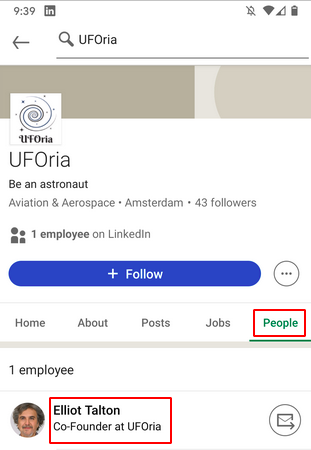 9:39 in
UFOria
UFOria
UFOria
Be an astronaut
Aviation & Aerospace • Amsterdam • 43 followers
1 employee on LinkedIn
+ Follow
Home About Posts Jobs People
1 employee
Elliot Talton
Co-Founder at UFOria